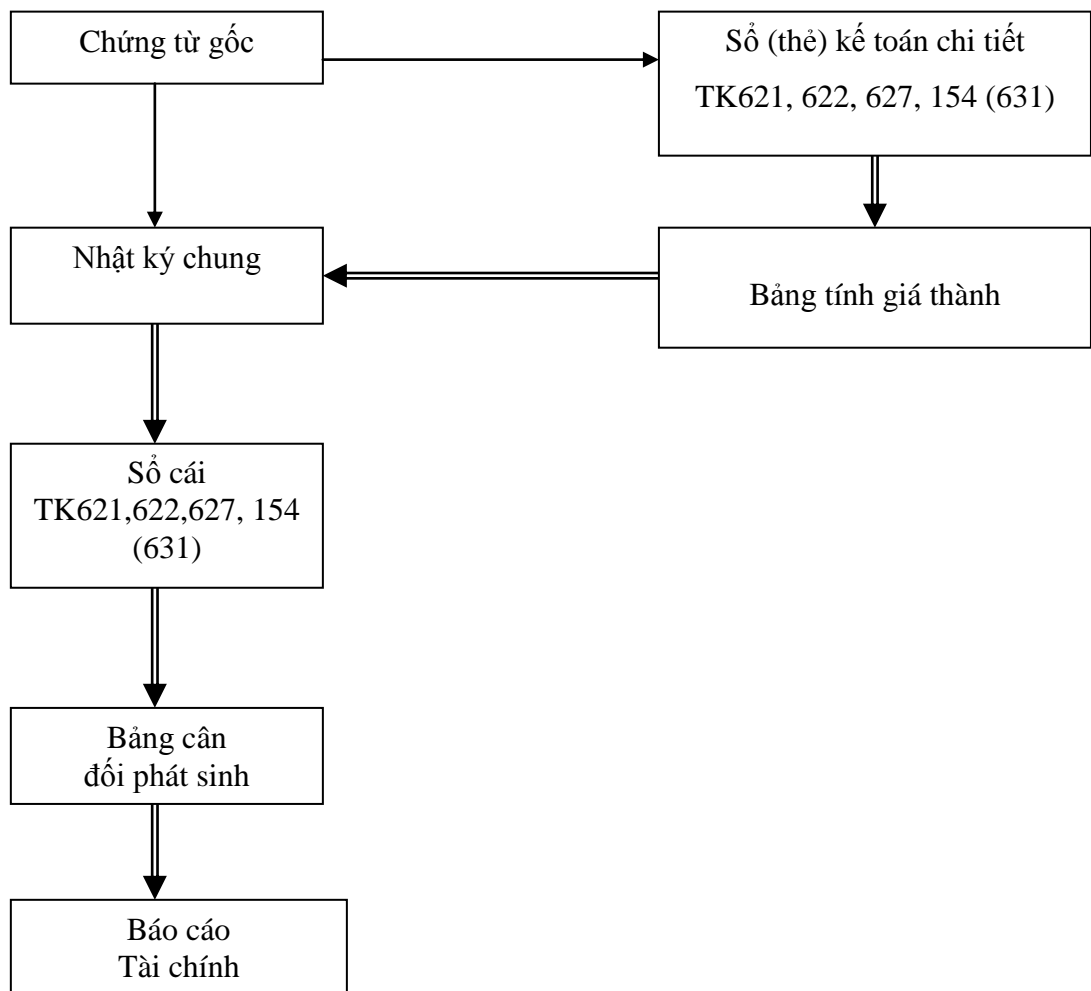 Chứng từ gốc
Sổ (thẻ) kế toán chi tiết
TK621, 622, 627, 154 (631)
Nhật ký chung
Bảng tính giá thành
Sổ cái
TK621,622,627, 154
(631)
Bảng cân
đối phát sinh
Báo cáo
Tài chính